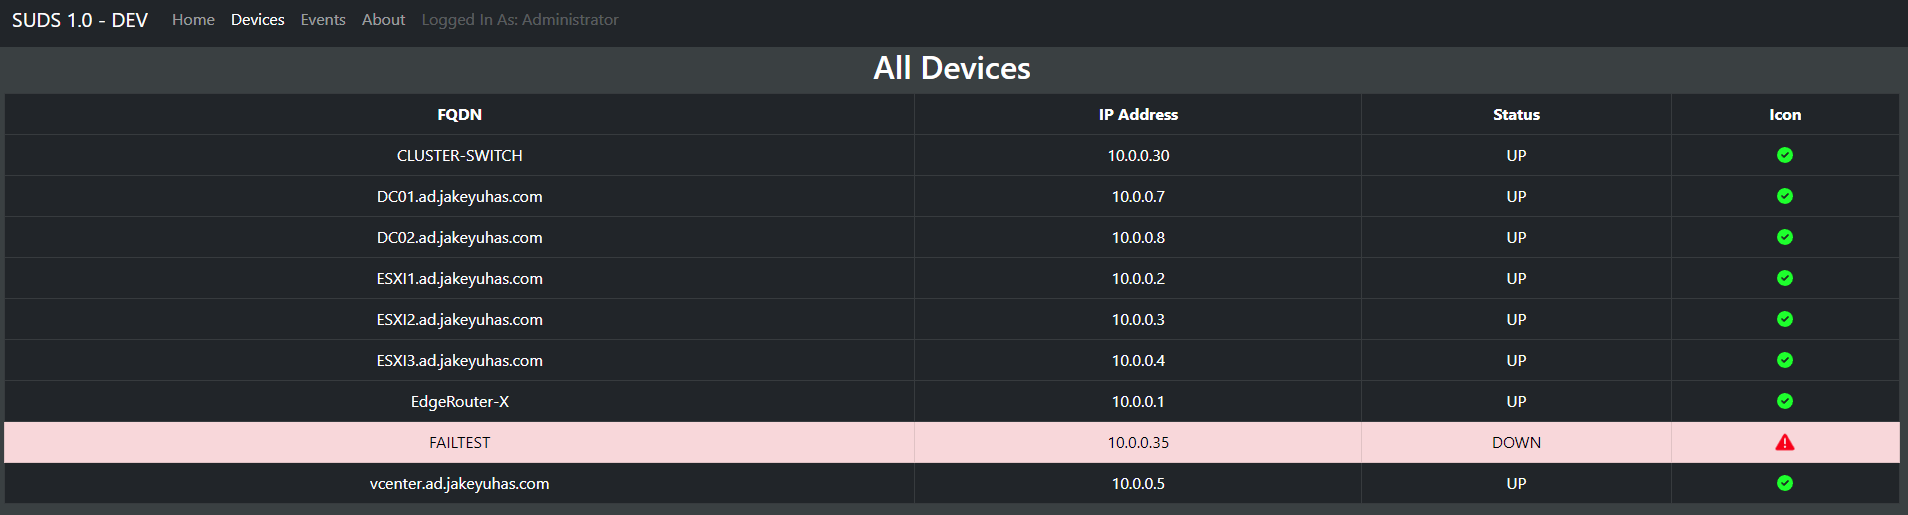 SUDS 1.0 - DEV Home Devices Events About Logged In As: Administrator
All Devices
FQDN IP Address Status Icon
CLUSTER-SWITCH 10.0.0.30 UP
DC01.ad.jakeyuhas.com 10.0.0.7 UP
DC02.ad.jakeyuhas.com 10.0.0.8 UP
ESXI1.ad.jakeyuhas.com 10.0.0.2 UP
ESXI2.ad.jakeyuhas.com 10.0.0.3 UP
ESXI3.ad.jakeyuhas.com 10.0.0.4 UP
EdgeRouter-X 10.0.0.1 UP
FAILTEST 10.0.0.35 DOWN
vcenter.ad.jakeyuhas.com 10.0.0.5 UP